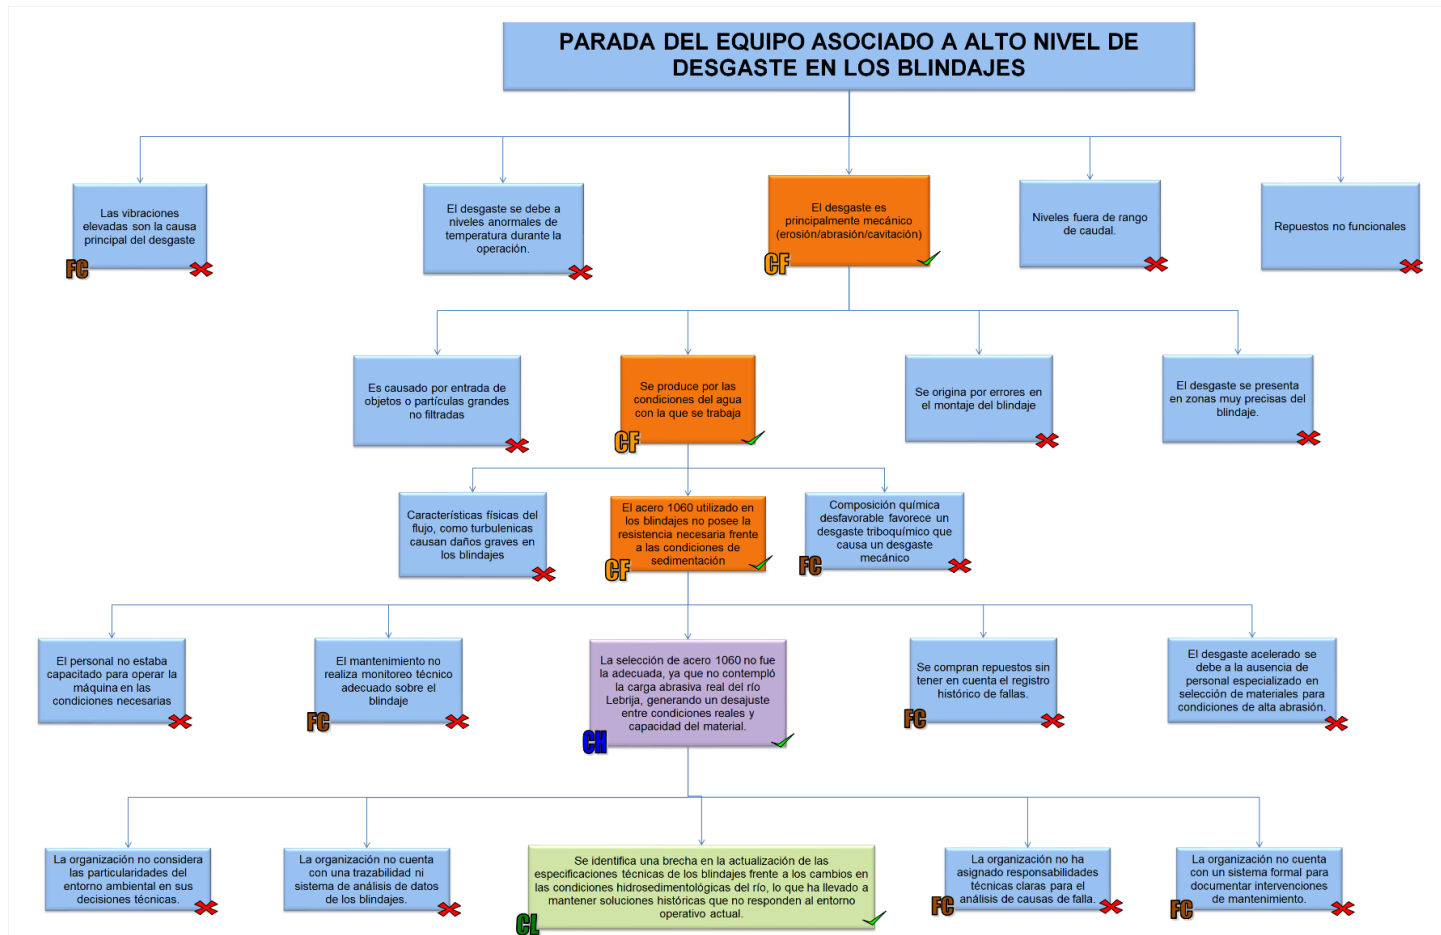 PARADA DEL EQUIPO ASOCIADO A ALTO NIVEL DE
DESGASTE EN LOS BLINDAJES
Las vibraciones
elevadas son la causa
principal del desgaste
FC
El desgaste se debe a
niveles anormales de
temperatura durante la
operación.
El desgaste es
principalmente mecánico
(erosión/abrasión/cavitación)
CF
Niveles fuera de rango
de caudal.
Repuestos no funcionales
Es causado por entrada de
objetos o partículas grandes
no filtradas
Se produce por las
condiciones del agua
con la que se trabaja
CF
Se origina por errores en
el montaje del blindaje
El desgaste se presenta
en zonas muy precisas del
blindaje.
Características físicas del
flujo, como turbulenicas
causan daños graves en
los blindajes
El acero 1060 utilizado en
los blindajes no posee la
resistencia necesaria frente
a las condiciones de
sedimentación
CF
Composición química
desfavorable favorece un
desgaste triboquímico que
causa un desgaste
mecánico
FC
El personal no estaba
capacitado para operar la
máquina en las
condiciones necesarias
El mantenimiento no
realiza monitoreo técnico
adecuado sobre el
blindaje
FC
La selección de acero 1060 no fue
la adecuada, ya que no contempló
la carga abrasiva real del río
Lebrija, generando un desajuste
entre condiciones reales y
capacidad del material.
CH
Se compran repuestos sin
tener en cuenta el registro
histórico de fallas.
FC
El desgaste acelerado se
debe a la ausencia de
personal especializado en
selección de materiales para
condiciones de alta abrasión.
La organización no considera
las particularidades del
entorno ambiental en sus
decisiones técnicas.
La organización no cuenta
con una trazabilidad ni
sistema de análisis de datos
de los blindajes.
Se identifica una brecha en la actualización de las
especificaciones técnicas de los blindajes frente a los cambios en
las condiciones hidrosedimentológicas del río, lo que ha llevado a
mantener soluciones históricas que no responden al entorno
operativo actual.
CL
La organización no ha
asignado responsabilidades
técnicas claras para el
análisis de causas de falla.
FC
La organización no cuenta
con un sistema formal para
documentar intervenciones
de mantenimiento.
FC